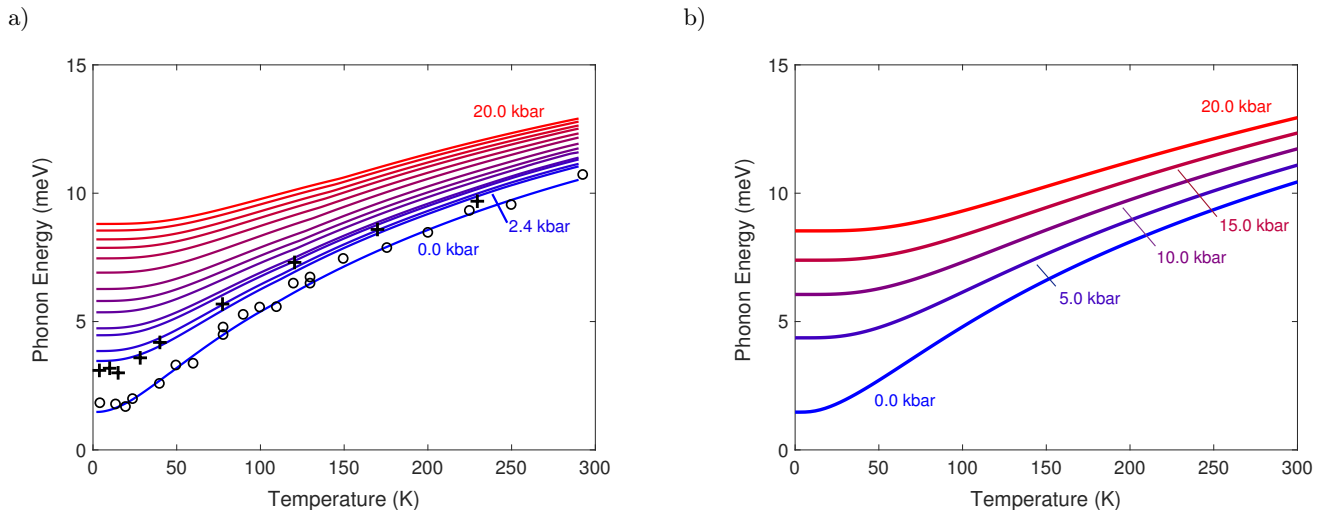 a)
15
10
5
0
Phonon Energy (meV)
20.0 kbar
2.4 kbar
0.0 kbar
0 50 100 150 200 250 300
Temperature (K)
b)
15
10
5
0
Phonon Energy (meV)
20.0 kbar
15.0 kbar
10.0 kbar
5.0 kbar
0.0 kbar
0 50 100 150 200 250 300
Temperature (K)